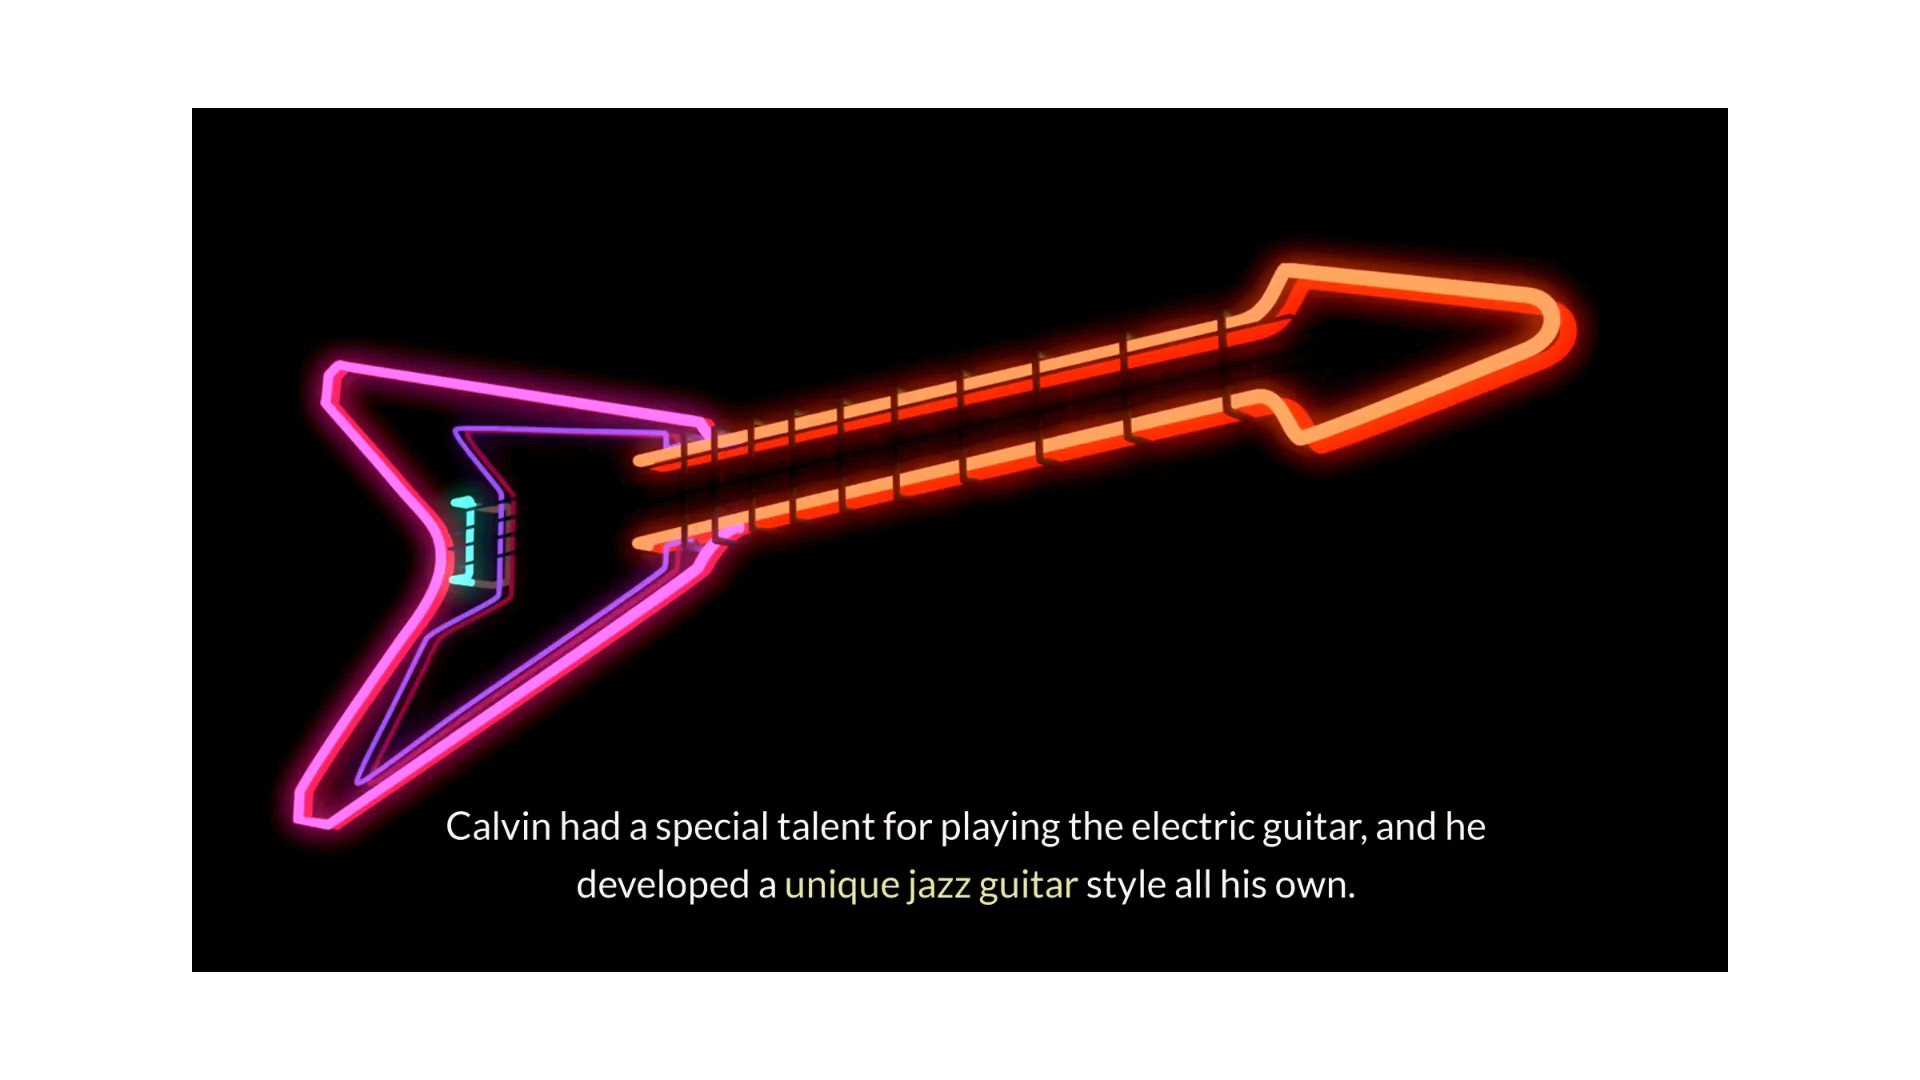 Calvin had a special talent for playing the electric guitar, and he
developed a unique jazz guitar style all his own.